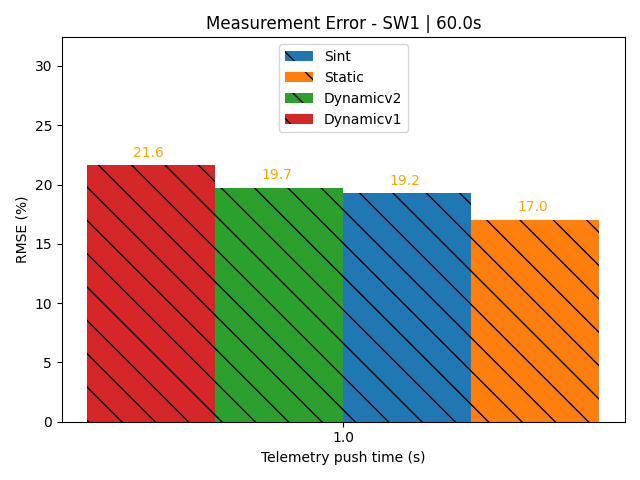 Measurement Error - SW1 | 60.0s
Sint
Static
Dynamicv2
Dynamicv1
RMSE (%)
30
25
20
15
10
5
0
21.6
19.7
19.2
17.0
1.0
Telemetry push time (s)